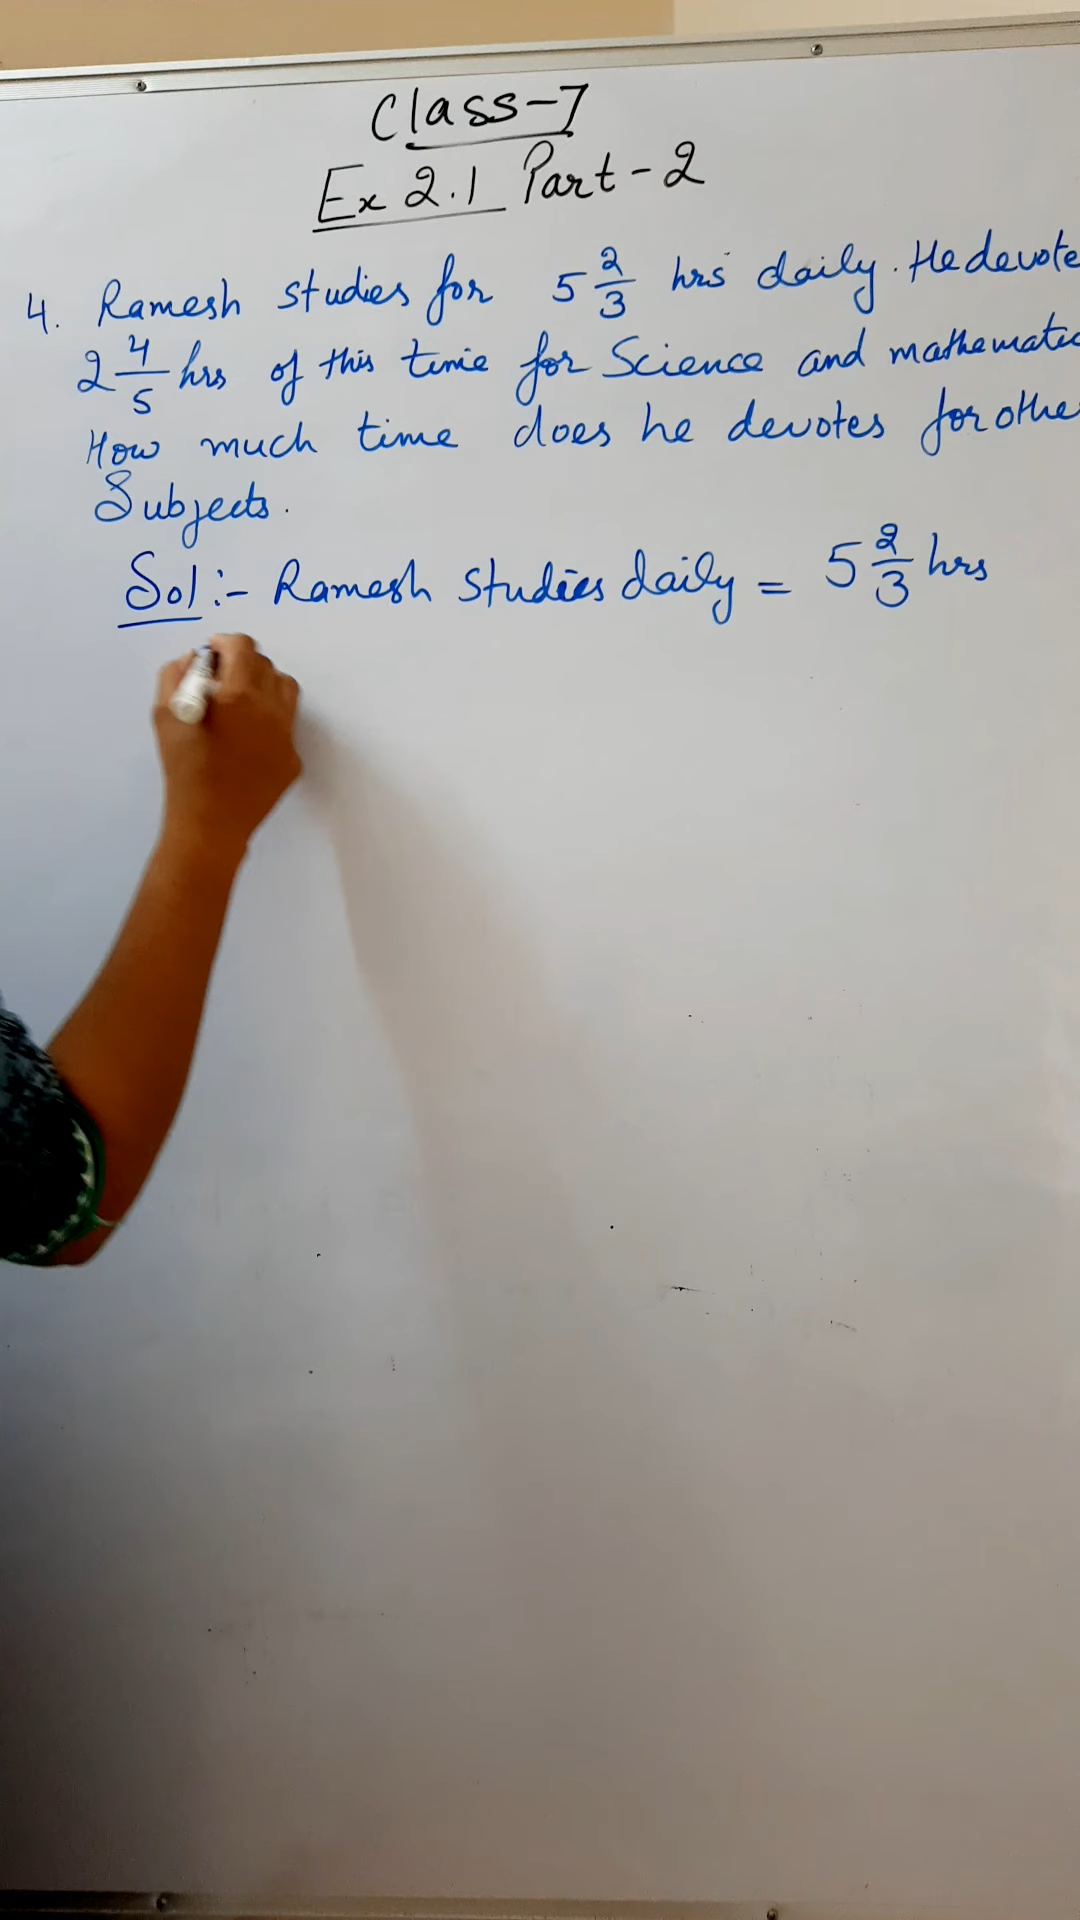 Class-7
Ex 2.1 Part-2
4. Ramesh studies for 5 2/3 hrs daily. He devote
2 4/5 hrs of this time for Science and mathematic
How much time does he devotes for othe
Subjects.
Sol:- Ramesh Studies daily = 5 2/3 hrs